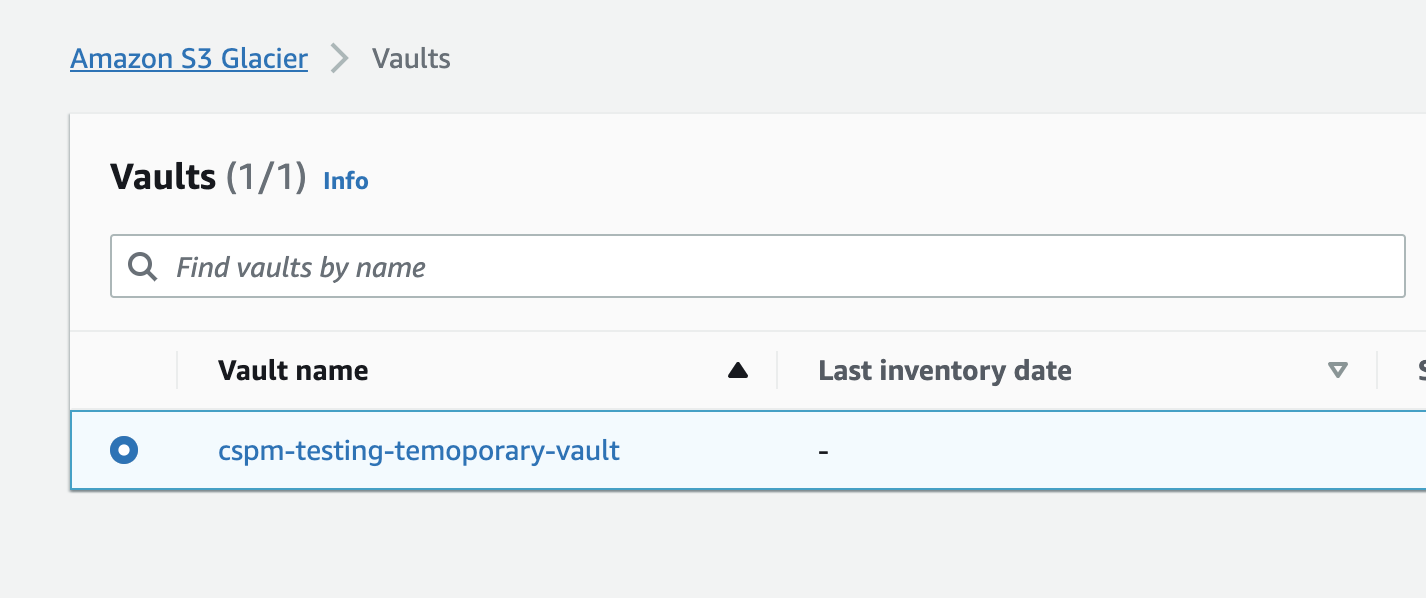 Amazon S3 Glacier > Vaults
Vaults (1/1) Info
Find vaults by name
Vault name Last inventory date
cspm-testing-temoporary-vault -